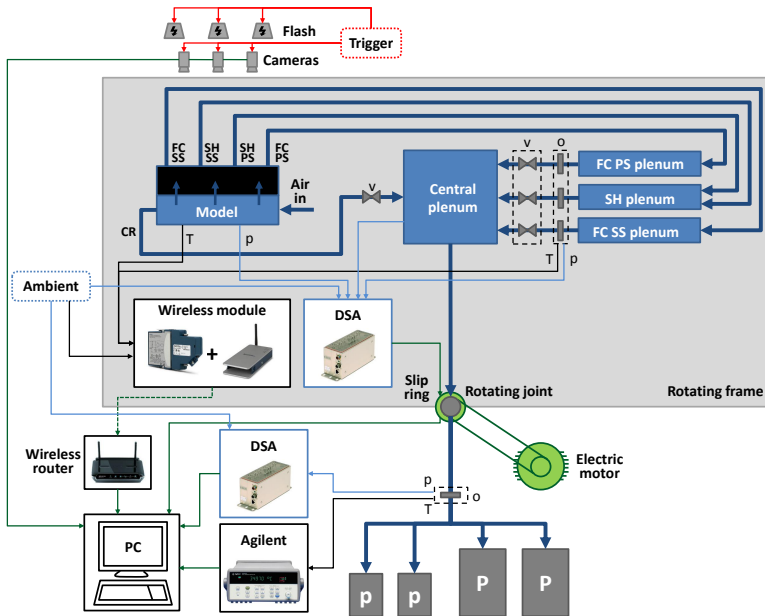 Flash
Trigger
Cameras
FC
SS
SH
SS
SH
PS
FC
PS
Air
in
Model
CR
T
p
v
Central
plenum
v
o
FC PS plenum
SH plenum
FC SS plenum
T
p
Ambient
Wireless module
+
DSA
Slip
ring
Rotating joint
Rotating frame
Wireless
router
DSA
Electric
motor
p
o
T
PC
Agilent
p
p
P
P